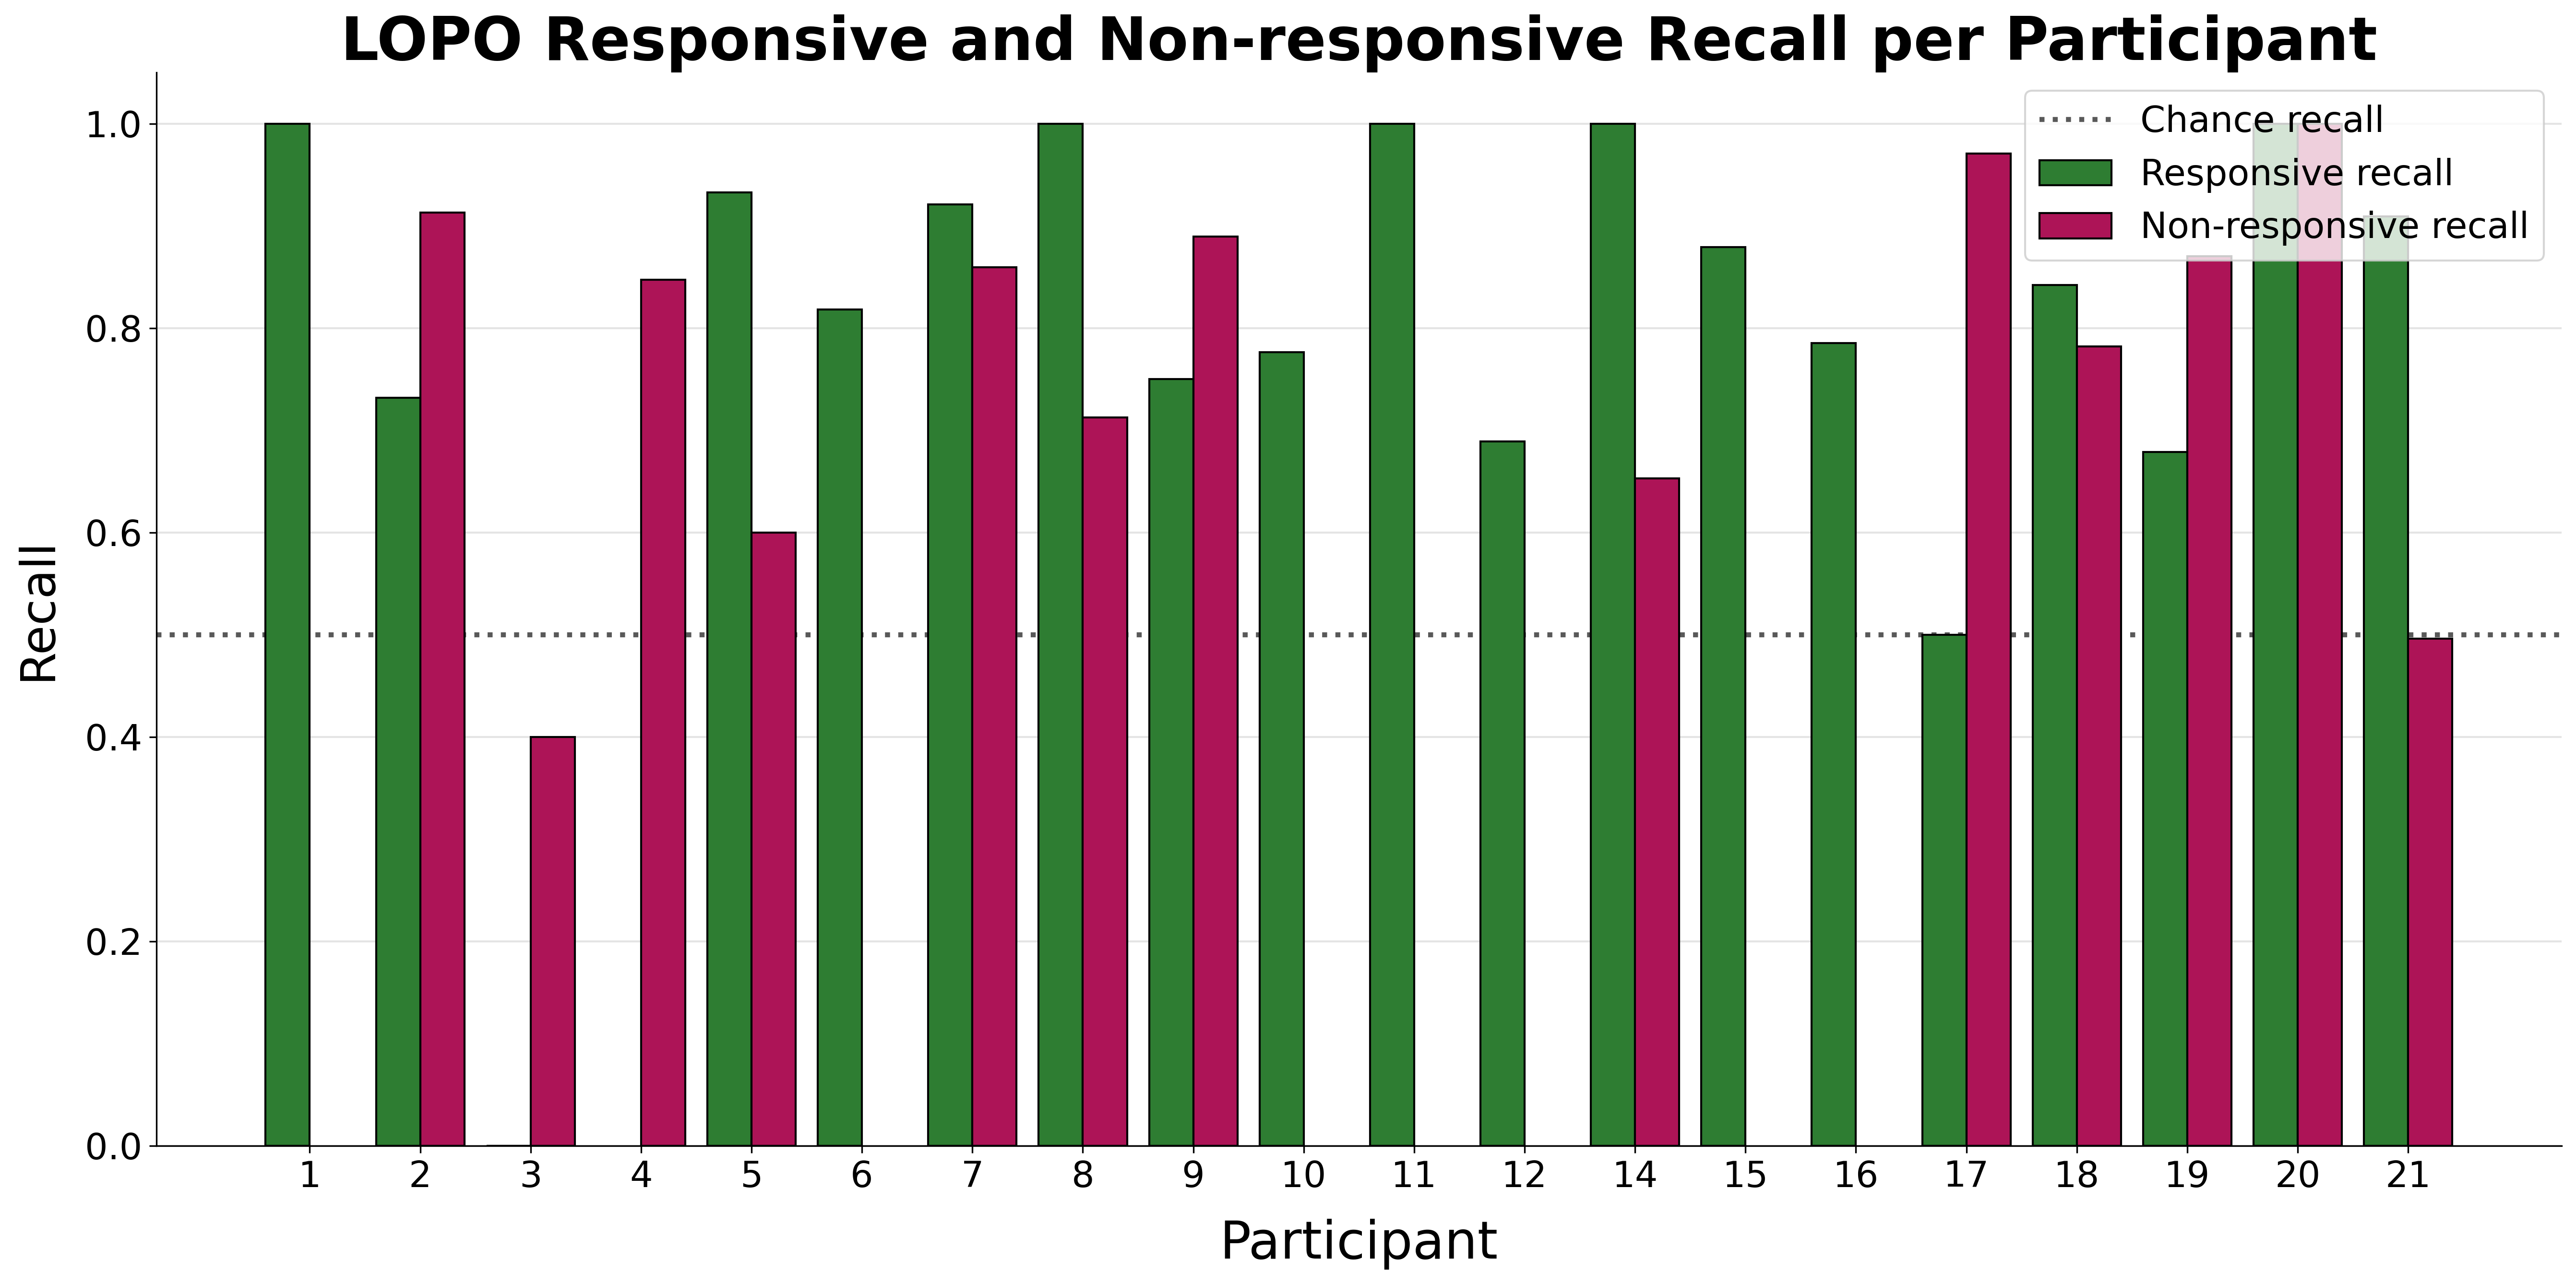 LOPO Responsive and Non-responsive Recall per Participant
Chance recall
Responsive recall
Non-responsive recall
Recall
1.0
0.8
0.6
0.4
0.2
0.0
1 2 3 4 5 6 7 8 9 10 11 12 14 15 16 17 18 19 20 21
Participant